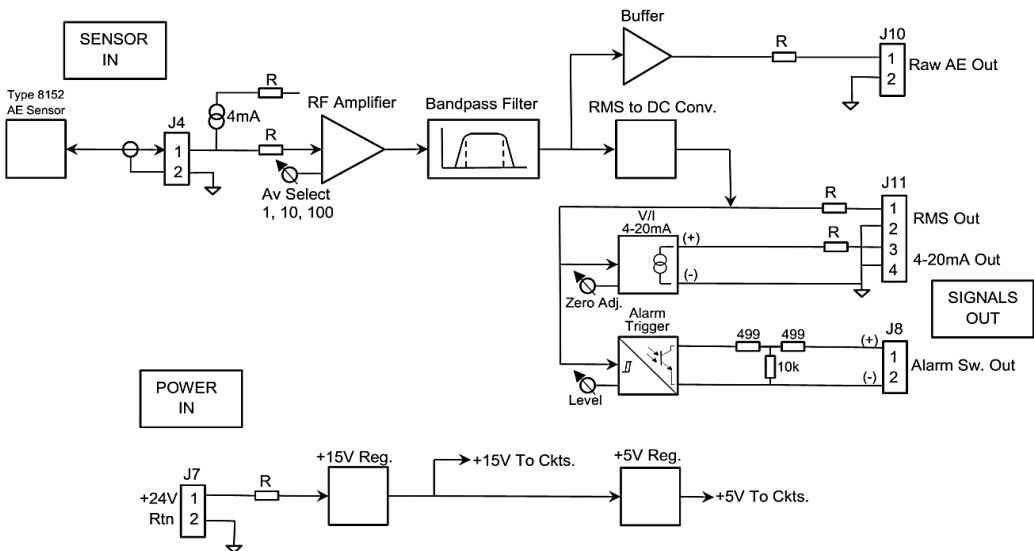 SENSOR
IN
Type 8152
AE Sensor
J4
1
2
R
4mA
R
Av Select
1, 10, 100
RF Amplifier
Bandpass Filter
Buffer
R
J10
1
2
Raw AE Out
RMS to DC Conv.
J11
R
1
RMS Out
2
V/I
4-20mA
(+)
R
3
4-20mA Out
(-)
4
Zero Adj.
SIGNALS
OUT
Alarm
Trigger
499
499
J8
(+)
1
10k
Alarm Sw. Out
(-)
2
Level
POWER
IN
J7
+24V
1
Rtn
2
R
+15V Reg.
+15V To Ckts.
+5V Reg.
+5V To Ckts.